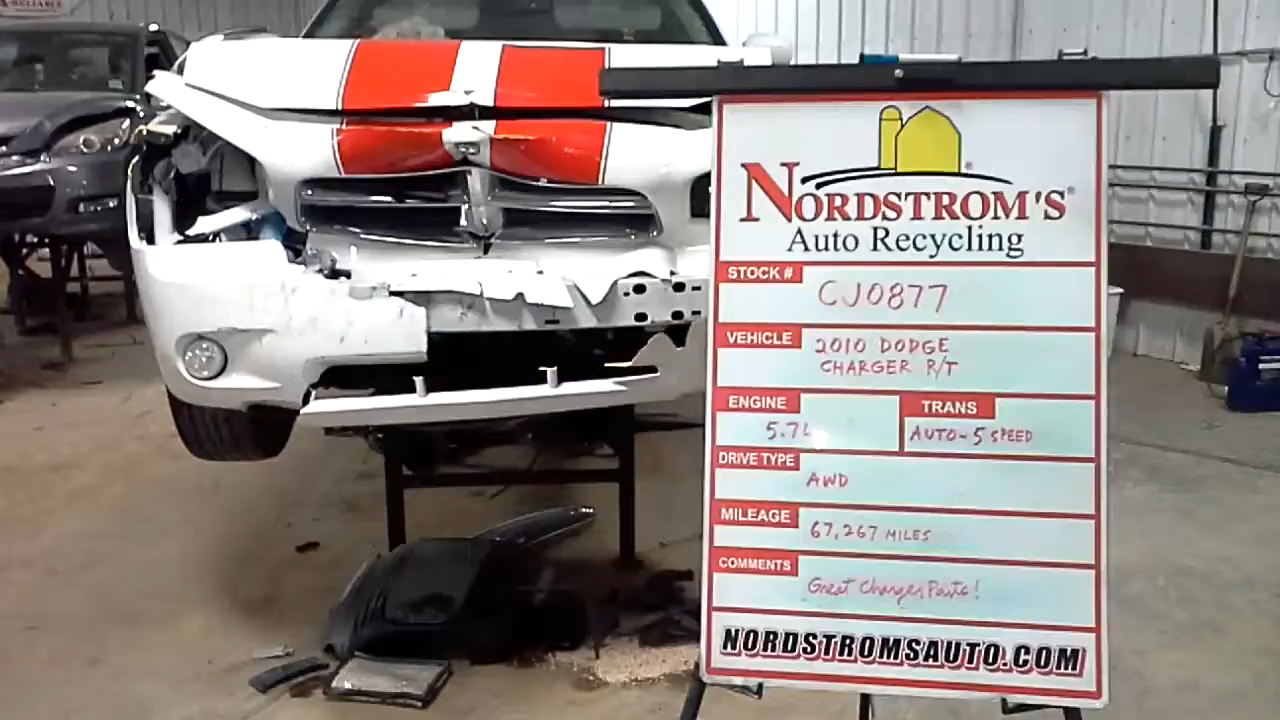 RELIABLE
NORDSTROM'S®
Auto Recycling
STOCK # CJ0877
VEHICLE 2010 DODGE
CHARGER R/T
ENGINE 5.7L TRANS AUTO-5 SPEED
DRIVE TYPE AWD
MILEAGE 67,267 MILES
COMMENTS Great Charger Parts!
NORDSTROMSAUTO.COM